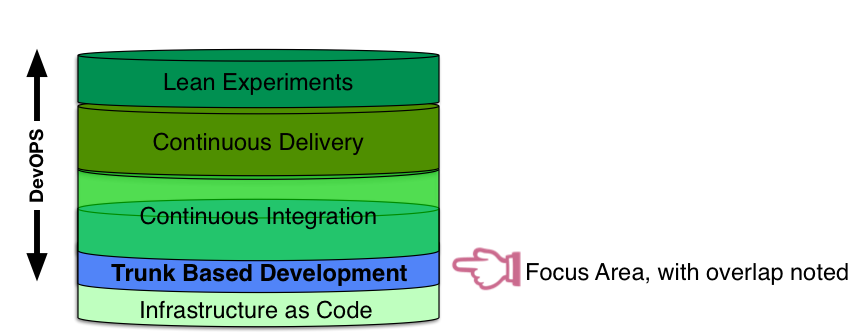 Lean Experiments
Continuous Delivery
DevOPS
Continuous Integration
Trunk Based Development
Focus Area, with overlap noted
Infrastructure as Code